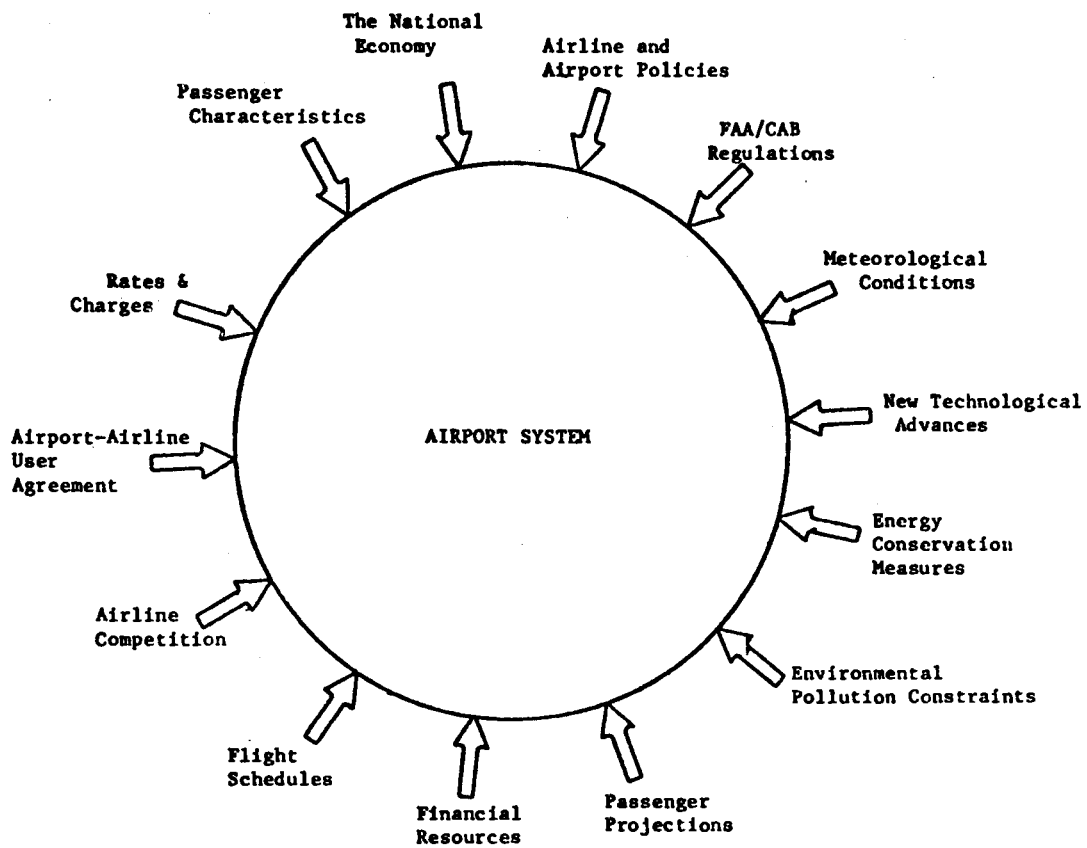 The National
Economy
Airline and
Airport Policies
Passenger
Characteristics
FAA/CAB
Regulations
Meteorological
Conditions
Rates &
Charges
New Technological
Advances
Airport-Airline
User
Agreement
AIRPORT SYSTEM
Energy
Conservation
Measures
Airline
Competition
Environmental
Pollution Constraints
Flight
Schedules
Financial
Resources
Passenger
Projections